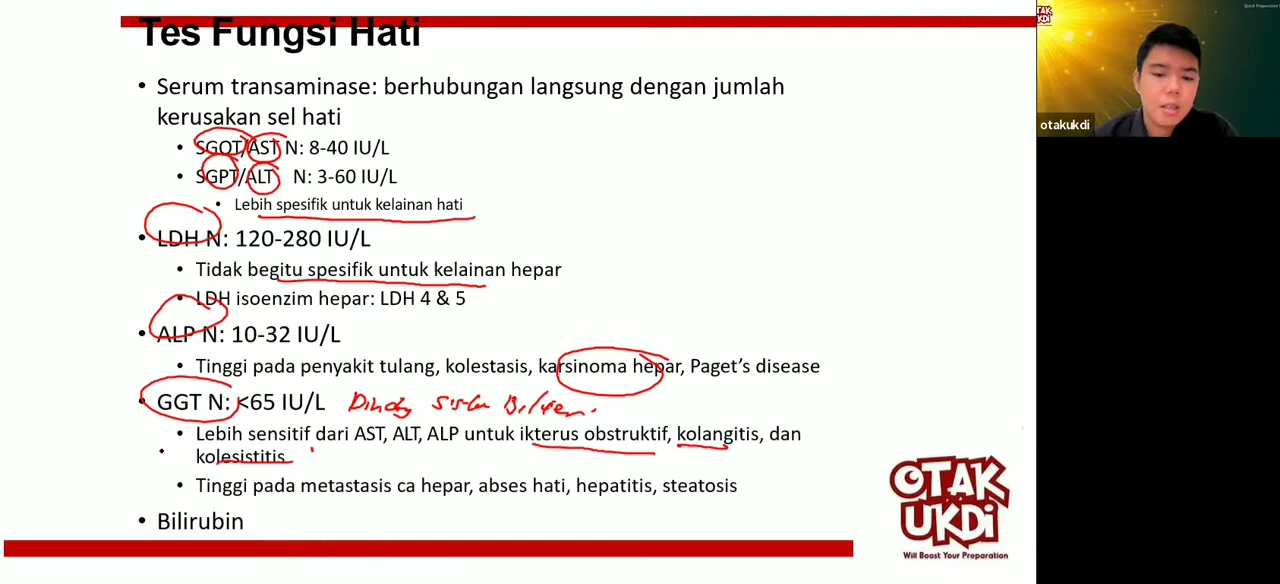 Tes Fungsi Hati
• Serum transaminase: berhubungan langsung dengan jumlah
kerusakan sel hati
• SGOT/AST N: 8-40 IU/L
• SGPT/ALT N: 3-60 IU/L
• Lebih spesifik untuk kelainan hati
• LDH N: 120-280 IU/L
• Tidak begitu spesifik untuk kelainan hepar
• LDH isoenzim hepar: LDH 4 & 5
• ALP N: 10-32 IU/L
• Tinggi pada penyakit tulang, kolestasis, karsinoma hepar, Paget's disease
• GGT N: <65 IU/L
• Lebih sensitif dari AST, ALT, ALP untuk ikterus obstruktif, kolangitis, dan
kolesistitis
• Tinggi pada metastasis ca hepar, abses hati, hepatitis, steatosis
• Bilirubin
OTAK
UKDi
Will Boost Your Preparation
OTAK
UKDI
Quick Preparation
otakukdi